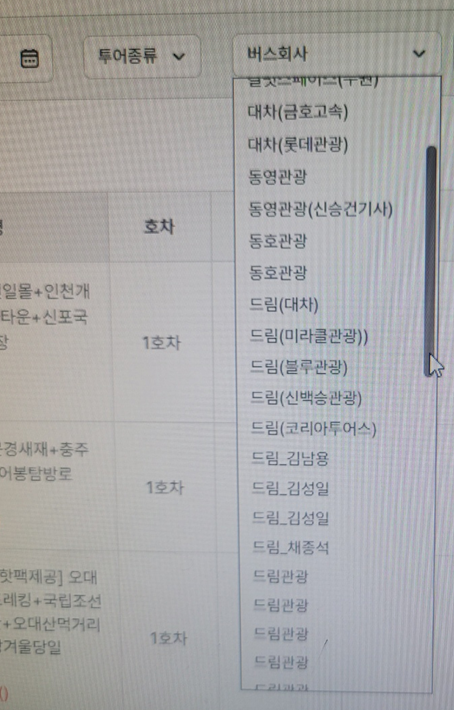 투어종류
버스회사
대차(금호고속)
대차(롯데관광)
동영관광
동영관광(신승건기사)
동호관광
동호관광
드림(대차)
드림(미라클관광))
드림(블루관광)
드림(신백승관광)
드림(코리아투어스)
드림_김남용
드림_김성일
드림_김성일
드림_채종석
드림관광
드림관광
드림관광
드림관광
드림관광
호차
일몰+인천개
타운+신포국
장
1호차
경새재+충주
어봉탐방로
1호차
핫팩제공] 오대
레킹+국립조선
+오대산먹거리
겨울당일
1호차
()